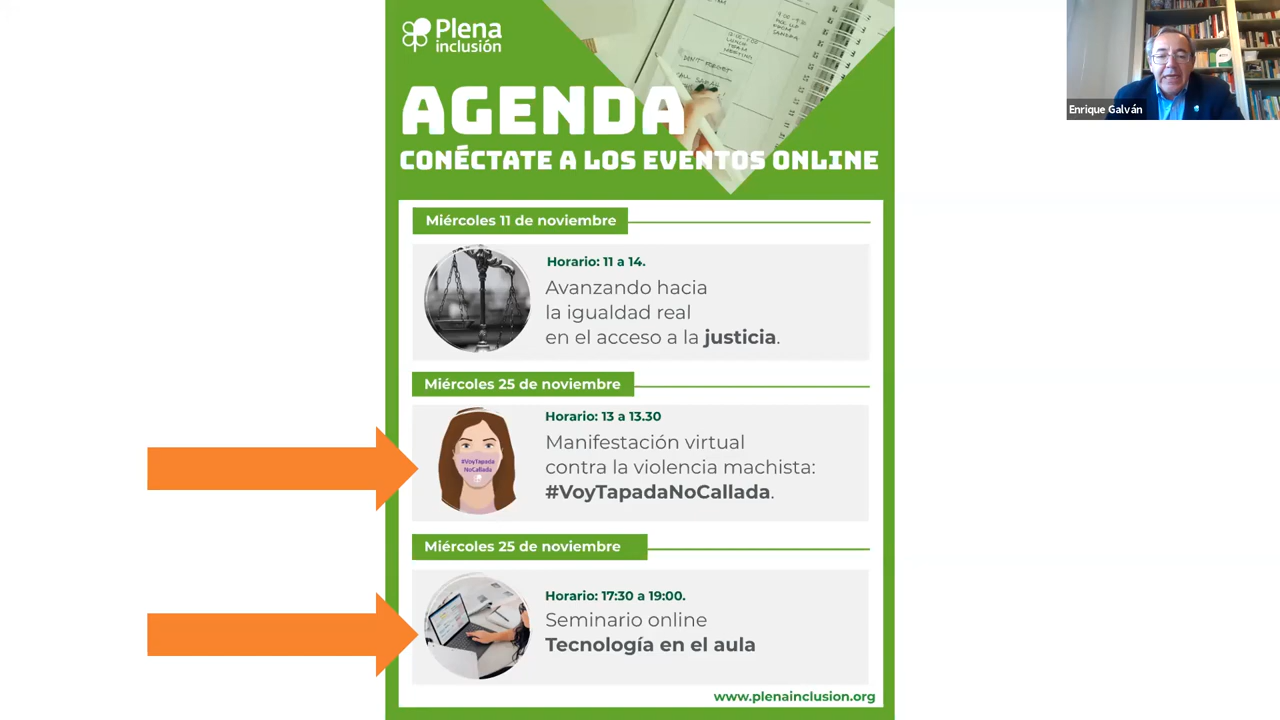 Plena
inclusión
AGENDA
CONÉCTATE A LOS EVENTOS ONLINE
Enrique Galván
Miércoles 11 de noviembre
Horario: 11 a 14.
Avanzando hacia
la igualdad real
en el acceso a la justicia.
Miércoles 25 de noviembre
#VoyTapada
NoCallada
Horario: 13 a 13.30
Manifestación virtual
contra la violencia machista:
#VoyTapadaNoCallada.
Miércoles 25 de noviembre
Horario: 17:30 a 19:00.
Seminario online
Tecnología en el aula
www.plenainclusion.org